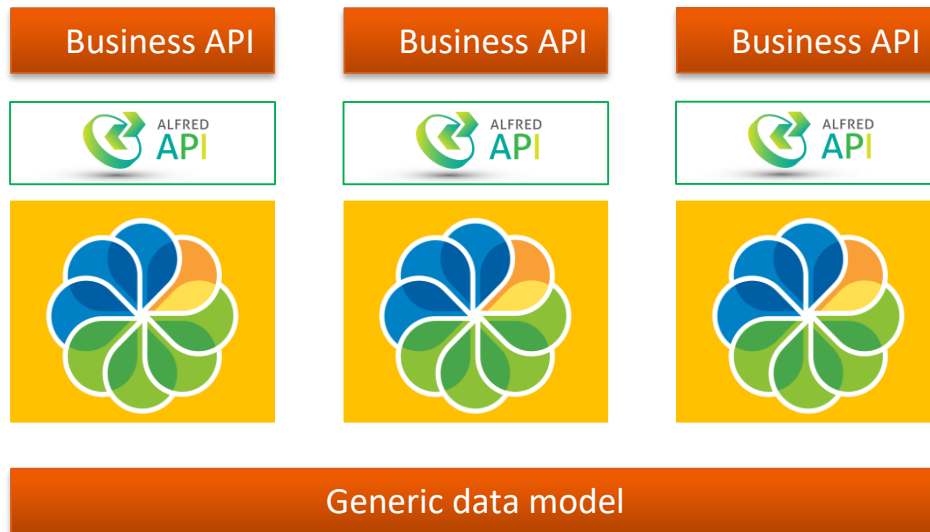 Business API
Business API
Business API
ALFRED
API
ALFRED
API
ALFRED
API
Generic data model